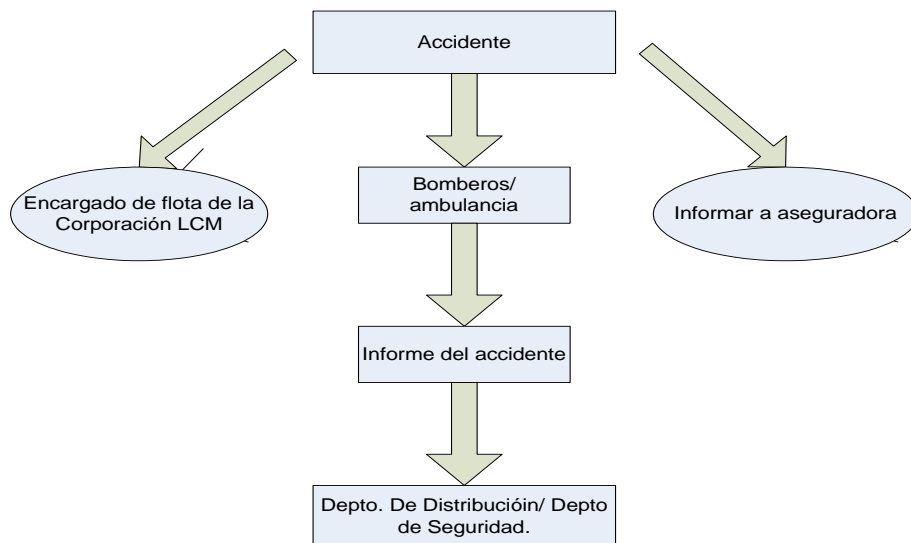 Accidente
Encargado de flota de la
Corporación LCM
Bomberos/
ambulancia
Informar a aseguradora
Informe del accidente
Depto. De Distribucióin/ Depto
de Seguridad.